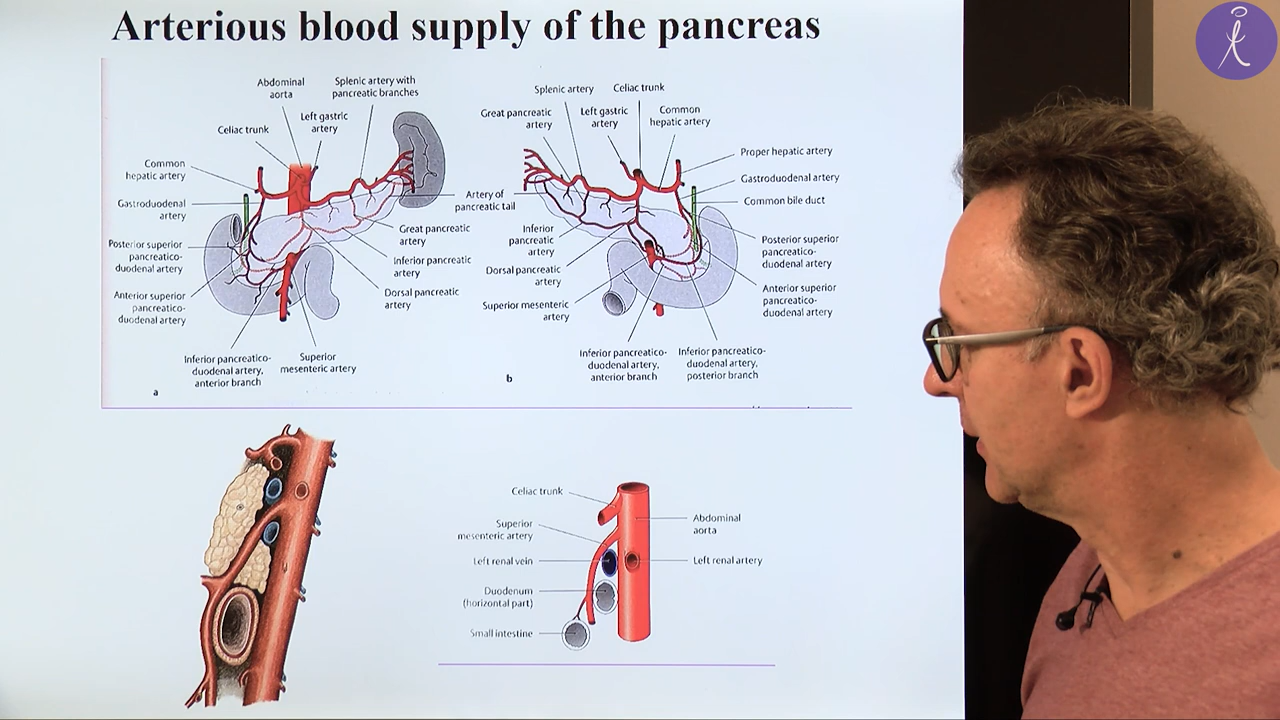 Arterious blood supply of the pancreas
Abdominal
aorta
Splenic artery with
pancreatic branches
Left gastric
artery
Celiac trunk
Common
hepatic artery
Gastroduodenal
artery
Posterior superior
pancreatico-
duodenal artery
Anterior superior
pancreatico-
duodenal artery
Inferior pancreatico-
duodenal artery,
anterior branch
Superior
mesenteric artery
Artery of
pancreatic tail
Great pancreatic
artery
Inferior pancreatic
artery
Dorsal pancreatic
artery
a
Splenic artery
Celiac trunk
Great pancreatic
artery
Left gastric
artery
Common
hepatic artery
Proper hepatic artery
Gastroduodenal artery
Common bile duct
Inferior
pancreatic
artery
Dorsal pancreatic
artery
Superior mesenteric
artery
Posterior superior
pancreatico-
duodenal artery
Anterior superior
pancreatico-
duodenal artery
Inferior pancreatico-
duodenal artery,
anterior branch
Inferior pancreatico-
duodenal artery,
posterior branch
b
Celiac trunk
Superior
mesenteric artery
Left renal vein
Duodenum
(horizontal part)
Small intestine
Abdominal
aorta
Left renal artery